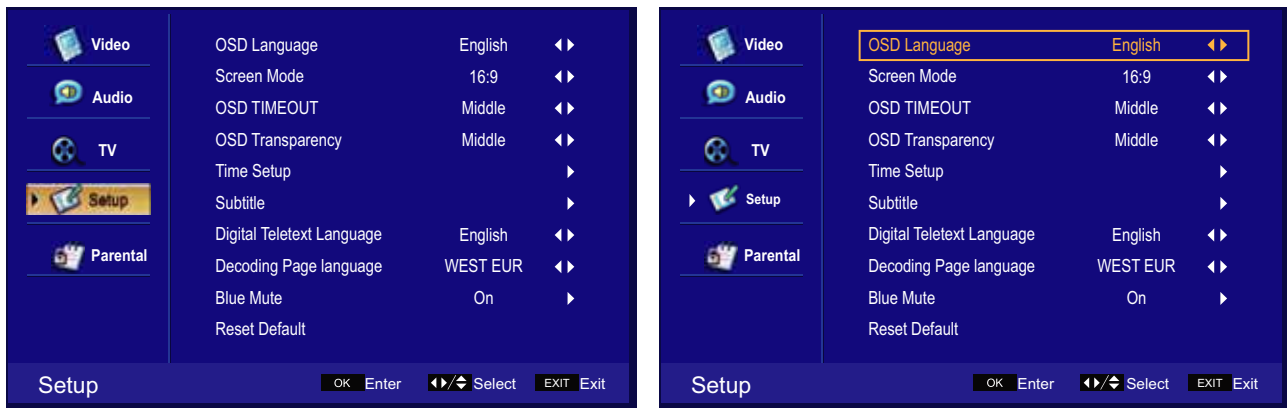 Video
Audio
TV
Setup
Parental
OSD Language English
Screen Mode 16:9
OSD TIMEOUT Middle
OSD Transparency Middle
Time Setup
Subtitle
Digital Teletext Language English
Decoding Page language WEST EUR
Blue Mute On
Reset Default
Setup OK Enter Select EXIT Exit
Video
Audio
TV
Setup
Parental
OSD Language English
Screen Mode 16:9
OSD TIMEOUT Middle
OSD Transparency Middle
Time Setup
Subtitle
Digital Teletext Language English
Decoding Page language WEST EUR
Blue Mute On
Reset Default
Setup OK Enter Select EXIT Exit